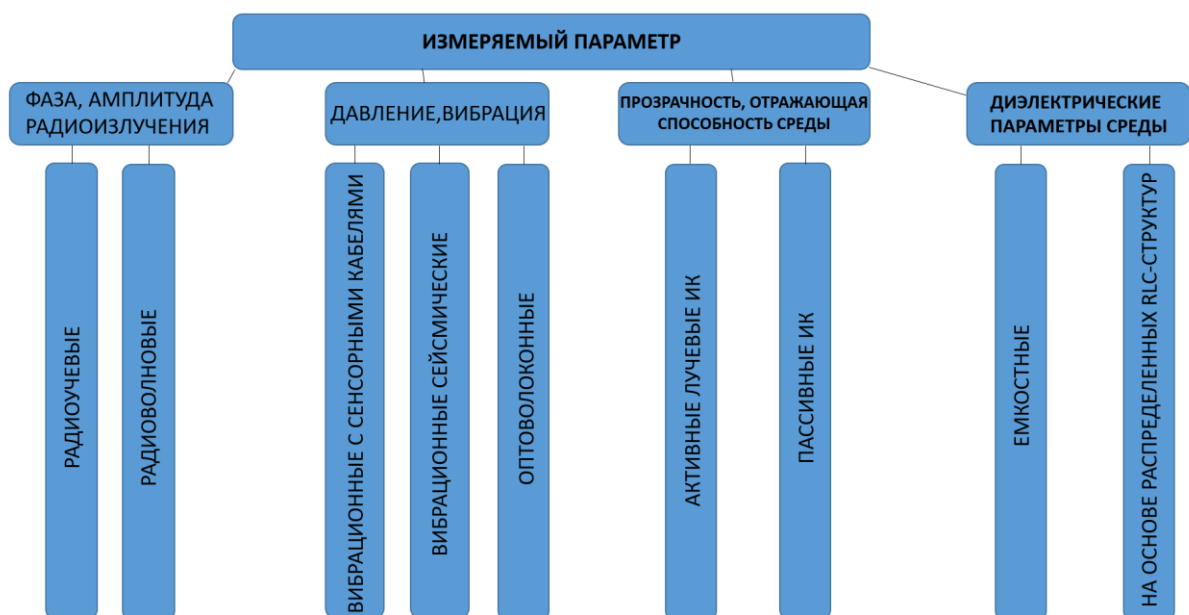 ИЗМЕРЯЕМЫЙ ПАРАМЕТР
ФАЗА, АМПЛИТУДА
РАДИОИЗЛУЧЕНИЯ
ДАВЛЕНИЕ,ВИБРАЦИЯ
ПРОЗРАЧНОСТЬ, ОТРАЖАЮЩАЯ
СПОСОБНОСТЬ СРЕДЫ
ДИЭЛЕКТРИЧЕСКИЕ
ПАРАМЕТРЫ СРЕДЫ
РАДИОУЧЕВЫЕ
РАДИОВОЛНОВЫЕ
ВИБРАЦИОННЫЕ С СЕНСОРНЫМИ КАБЕЛЯМИ
ВИБРАЦИОННЫЕ СЕЙСМИЧЕСКИЕ
ОПТОВОЛОКОННЫЕ
АКТИВНЫЕ ЛУЧЕВЫЕ ИК
ПАССИВНЫЕ ИК
ЕМКОСТНЫЕ
НА ОСНОВЕ РАСПРЕДЕЛЕННЫХ RLC-СТРУКТУР